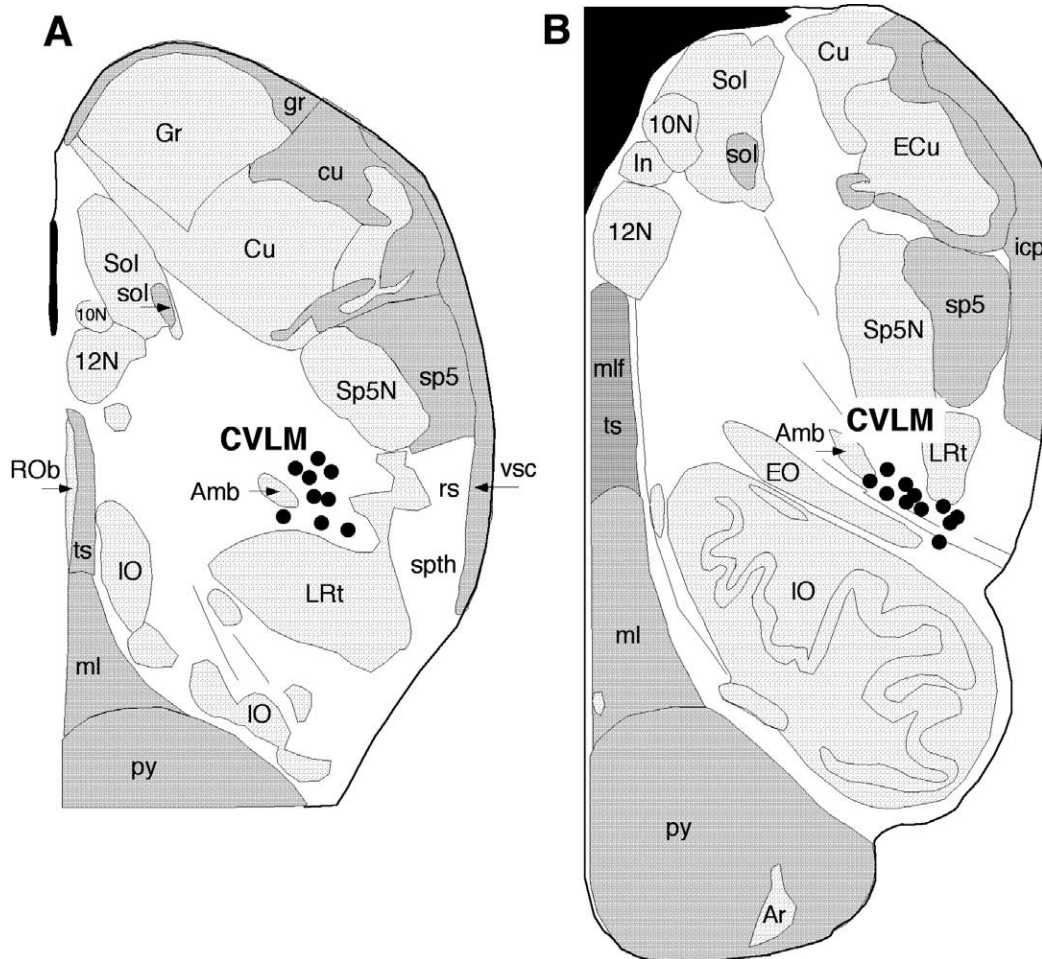 A
gr
Gr
cu
Cu
Sol
sol
10N
12N
Sp5N
sp5
CVLM
ROb
Amb
rs
vsc
ts
IO
spth
LRt
ml
IO
py
B
Cu
Sol
10N
ECu
sol
In
12N
icp
sp5
Sp5N
mlf
CVLM
ts
Amb
LRt
EO
IO
ml
py
Ar